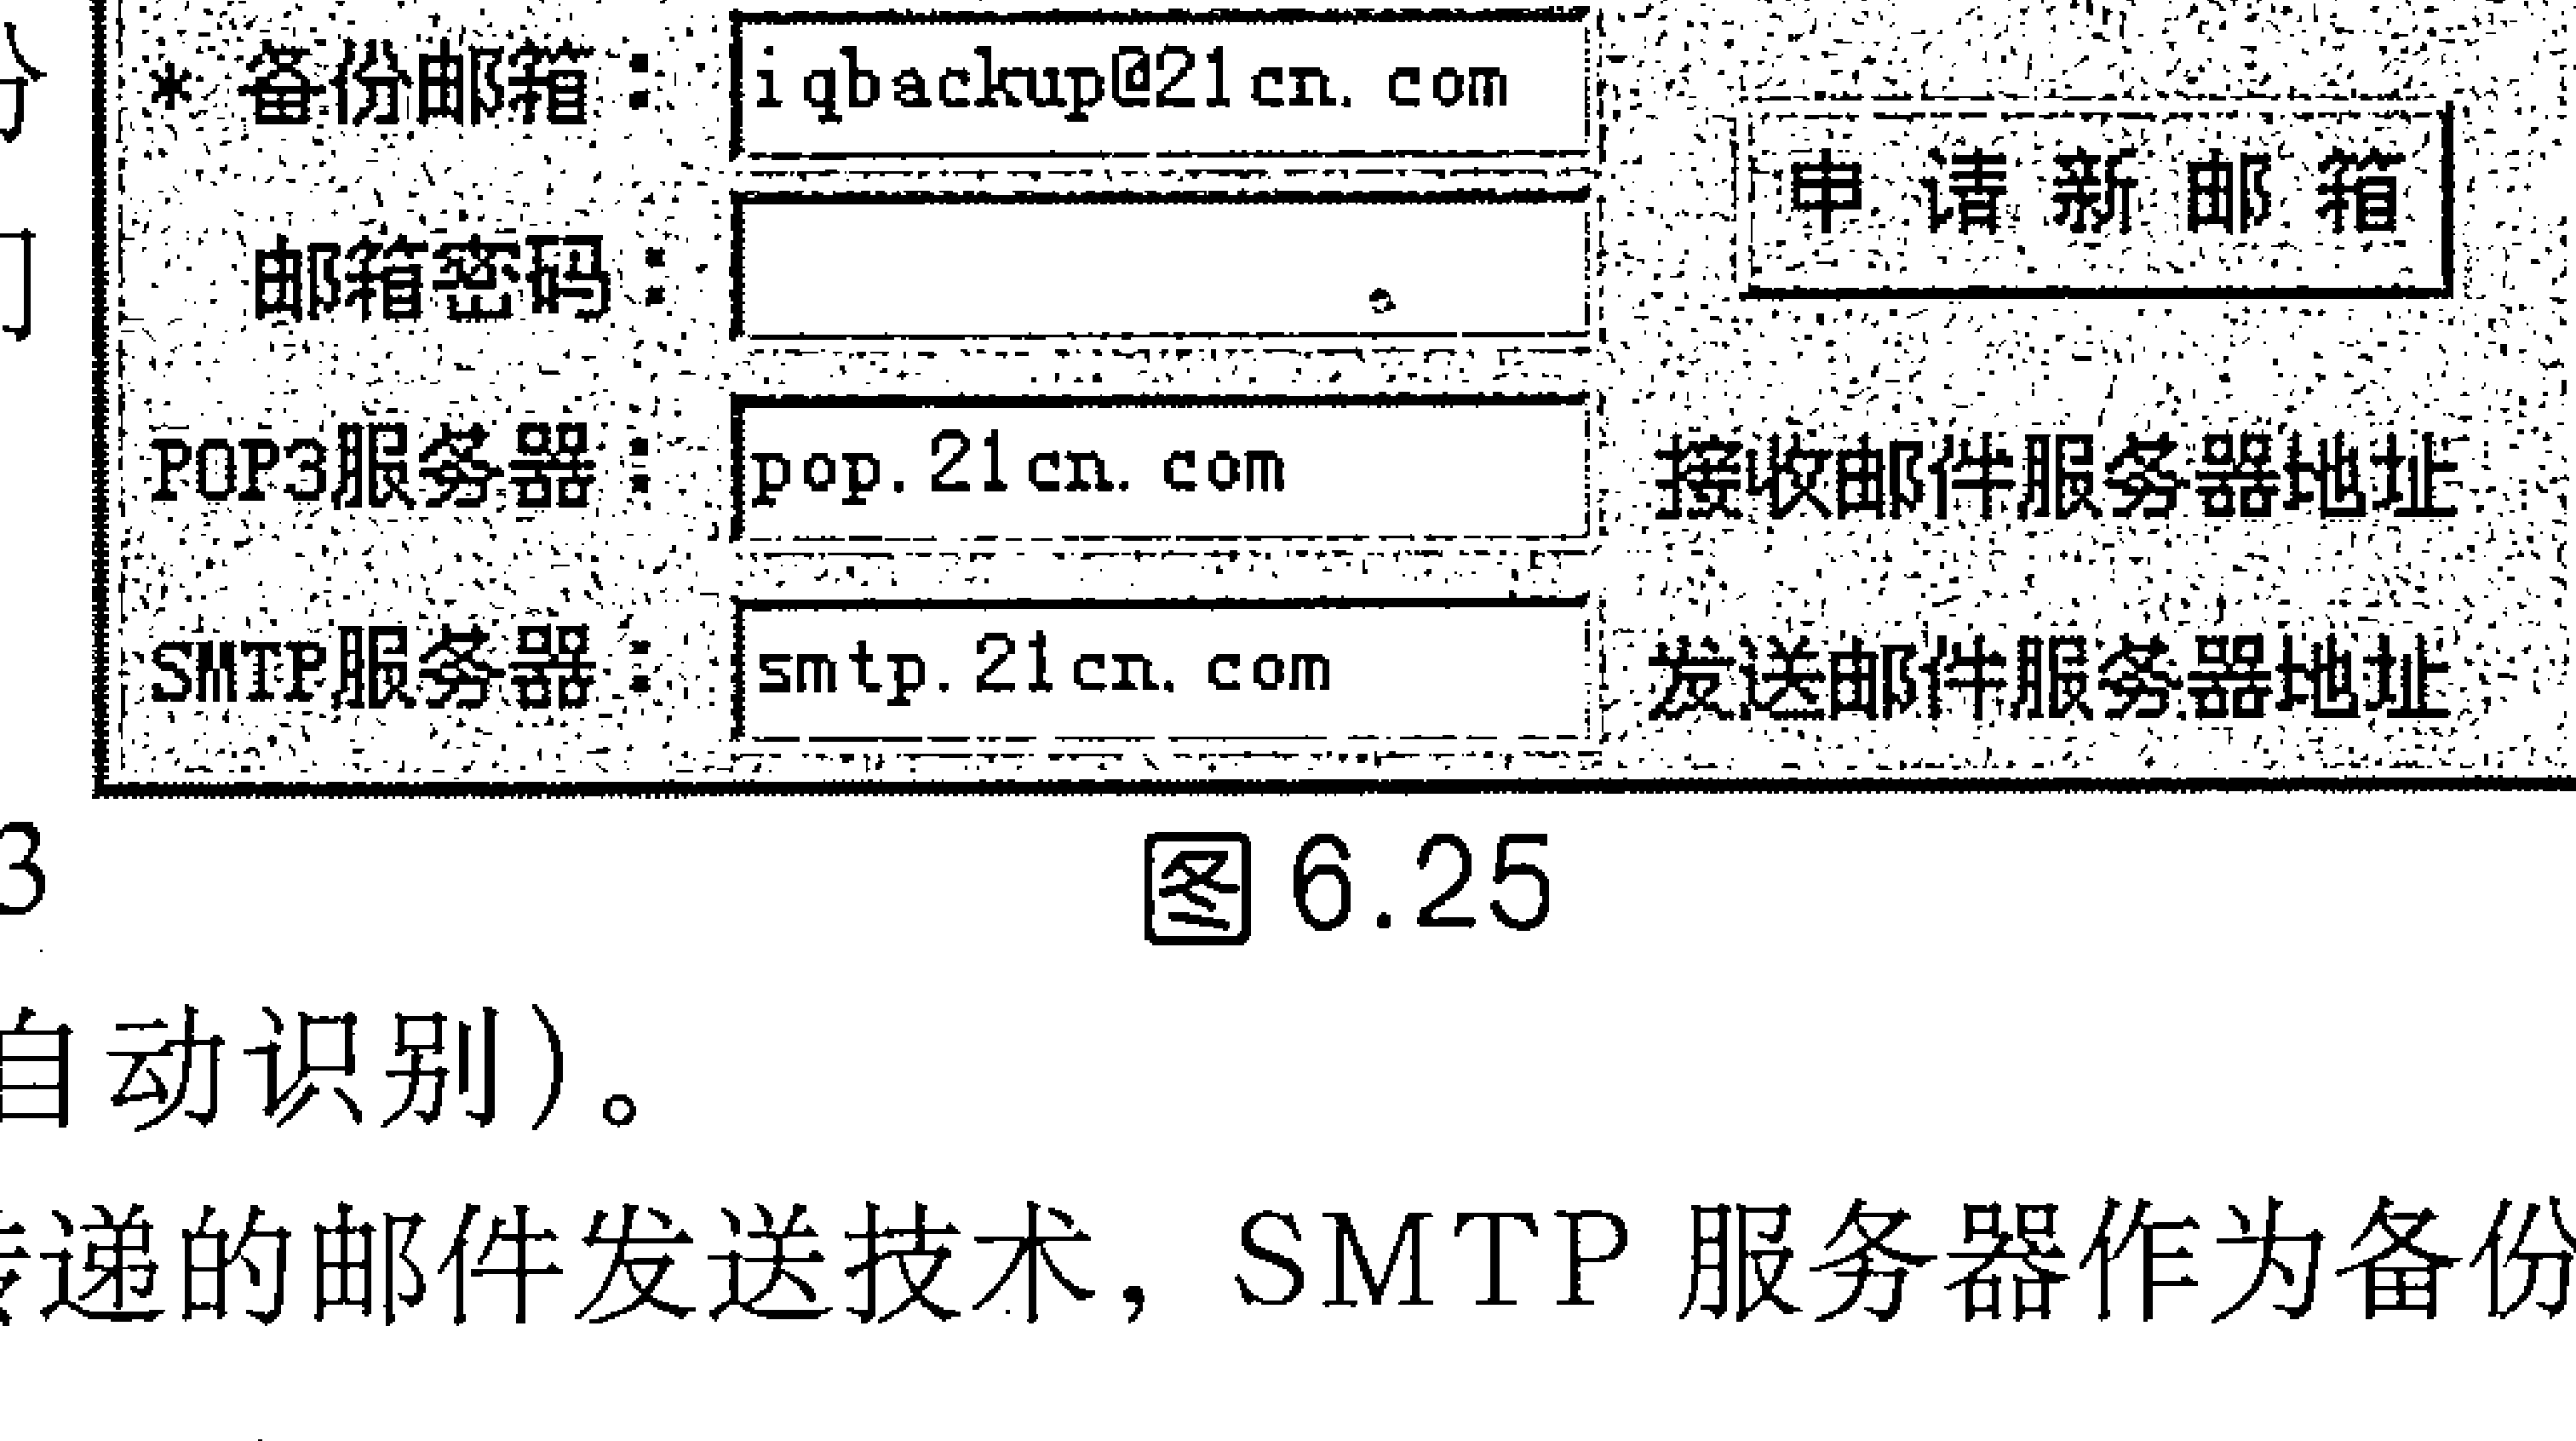 * 备份邮箱： iqbackup@21cn.com
申请新邮箱
邮箱密码：
POP3服务器： pop.21cn.com 接收邮件服务器地址
SMTP服务器： smtp.21cn.com 发送邮件服务器地址
3
图 6.25
自动识别）。
递的邮件发送技术，SMTP 服务器作为备份